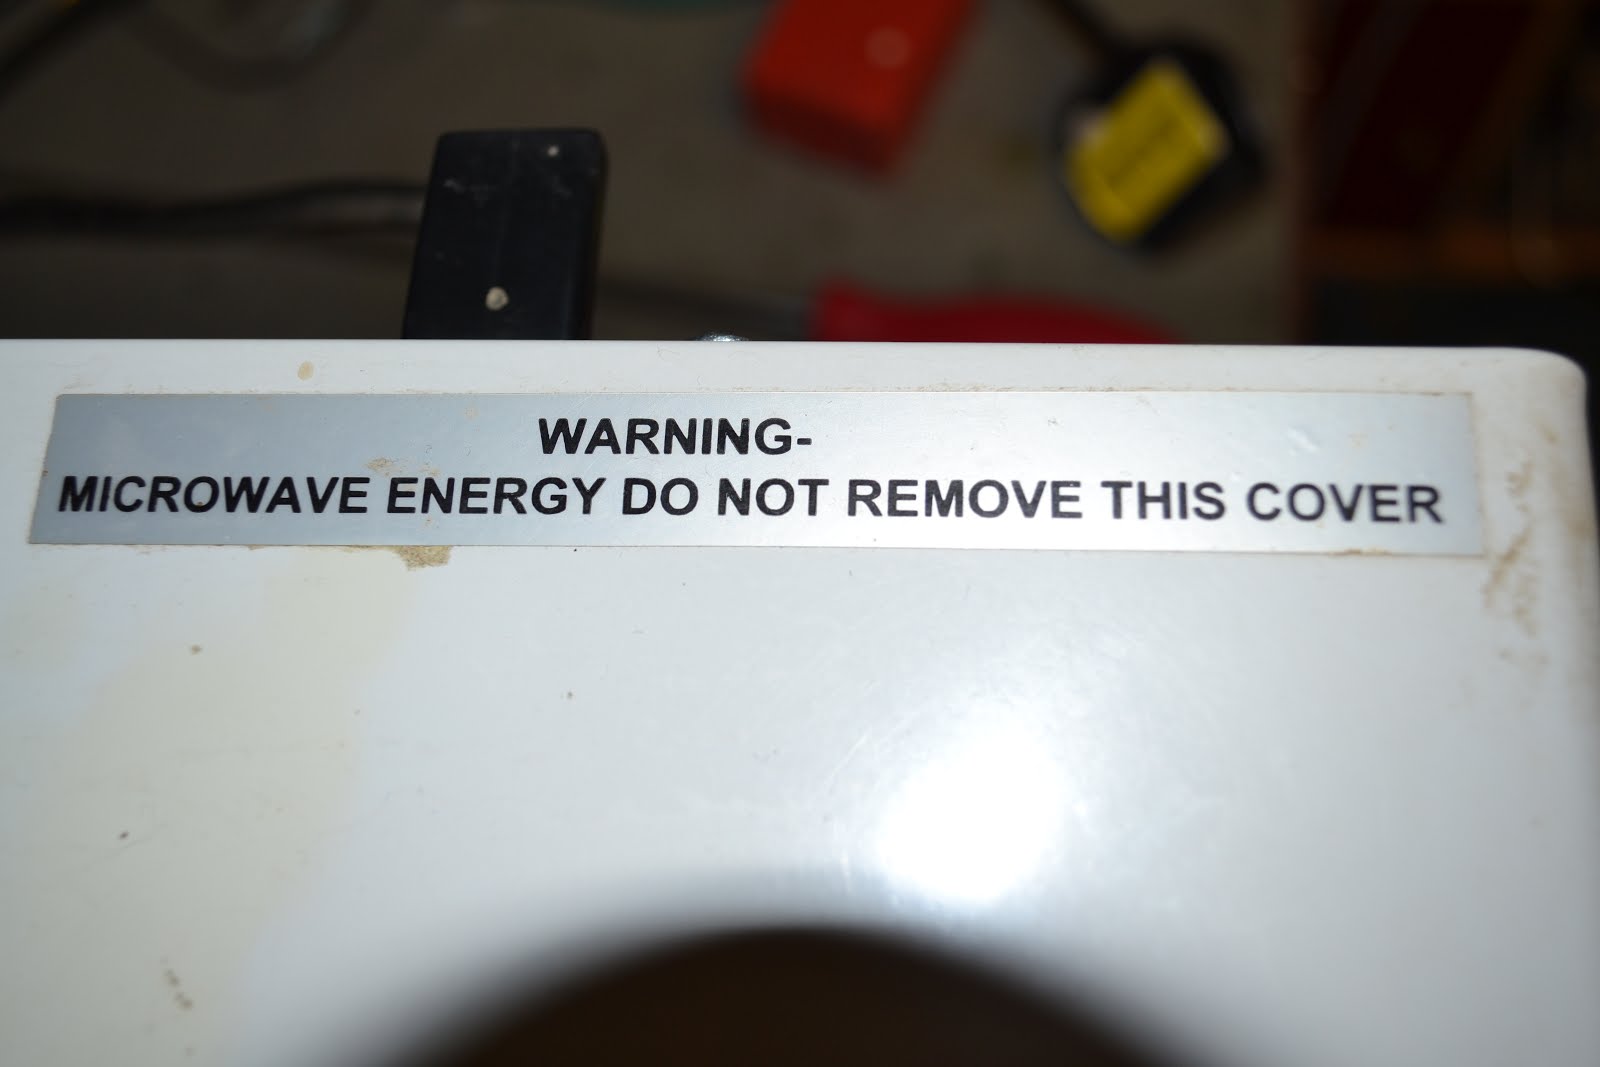 WARNING-
MICROWAVE ENERGY DO NOT REMOVE THIS COVER